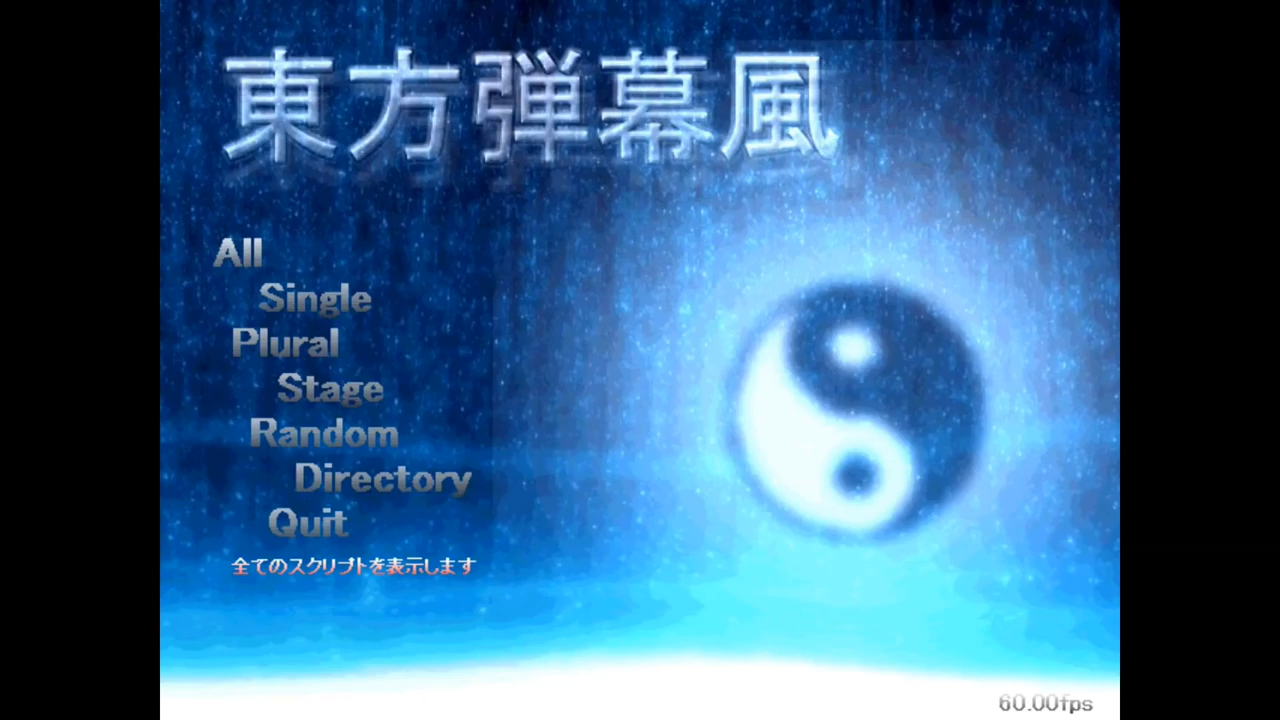 東方弾幕風
All
Single
Plural
Stage
Random
Directory
Quit
全てのスクリプトを表示します
60.00fps